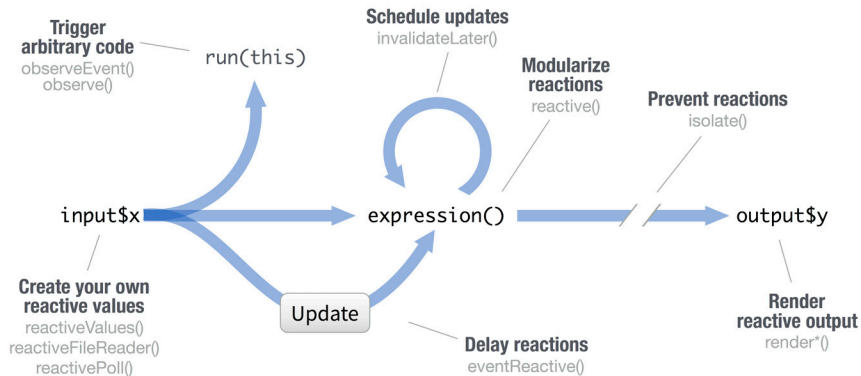 Schedule updates
invalidateLater()
Trigger
arbitrary code
observeEvent()
observe()
run(this)
Modularize
reactions
reactive()
Prevent reactions
isolate()
input$x
expression()
output$y
Create your own
reactive values
reactiveValues()
reactiveFileReader()
reactivePoll()
Update
Delay reactions
eventReactive()
Render
reactive output
render*()